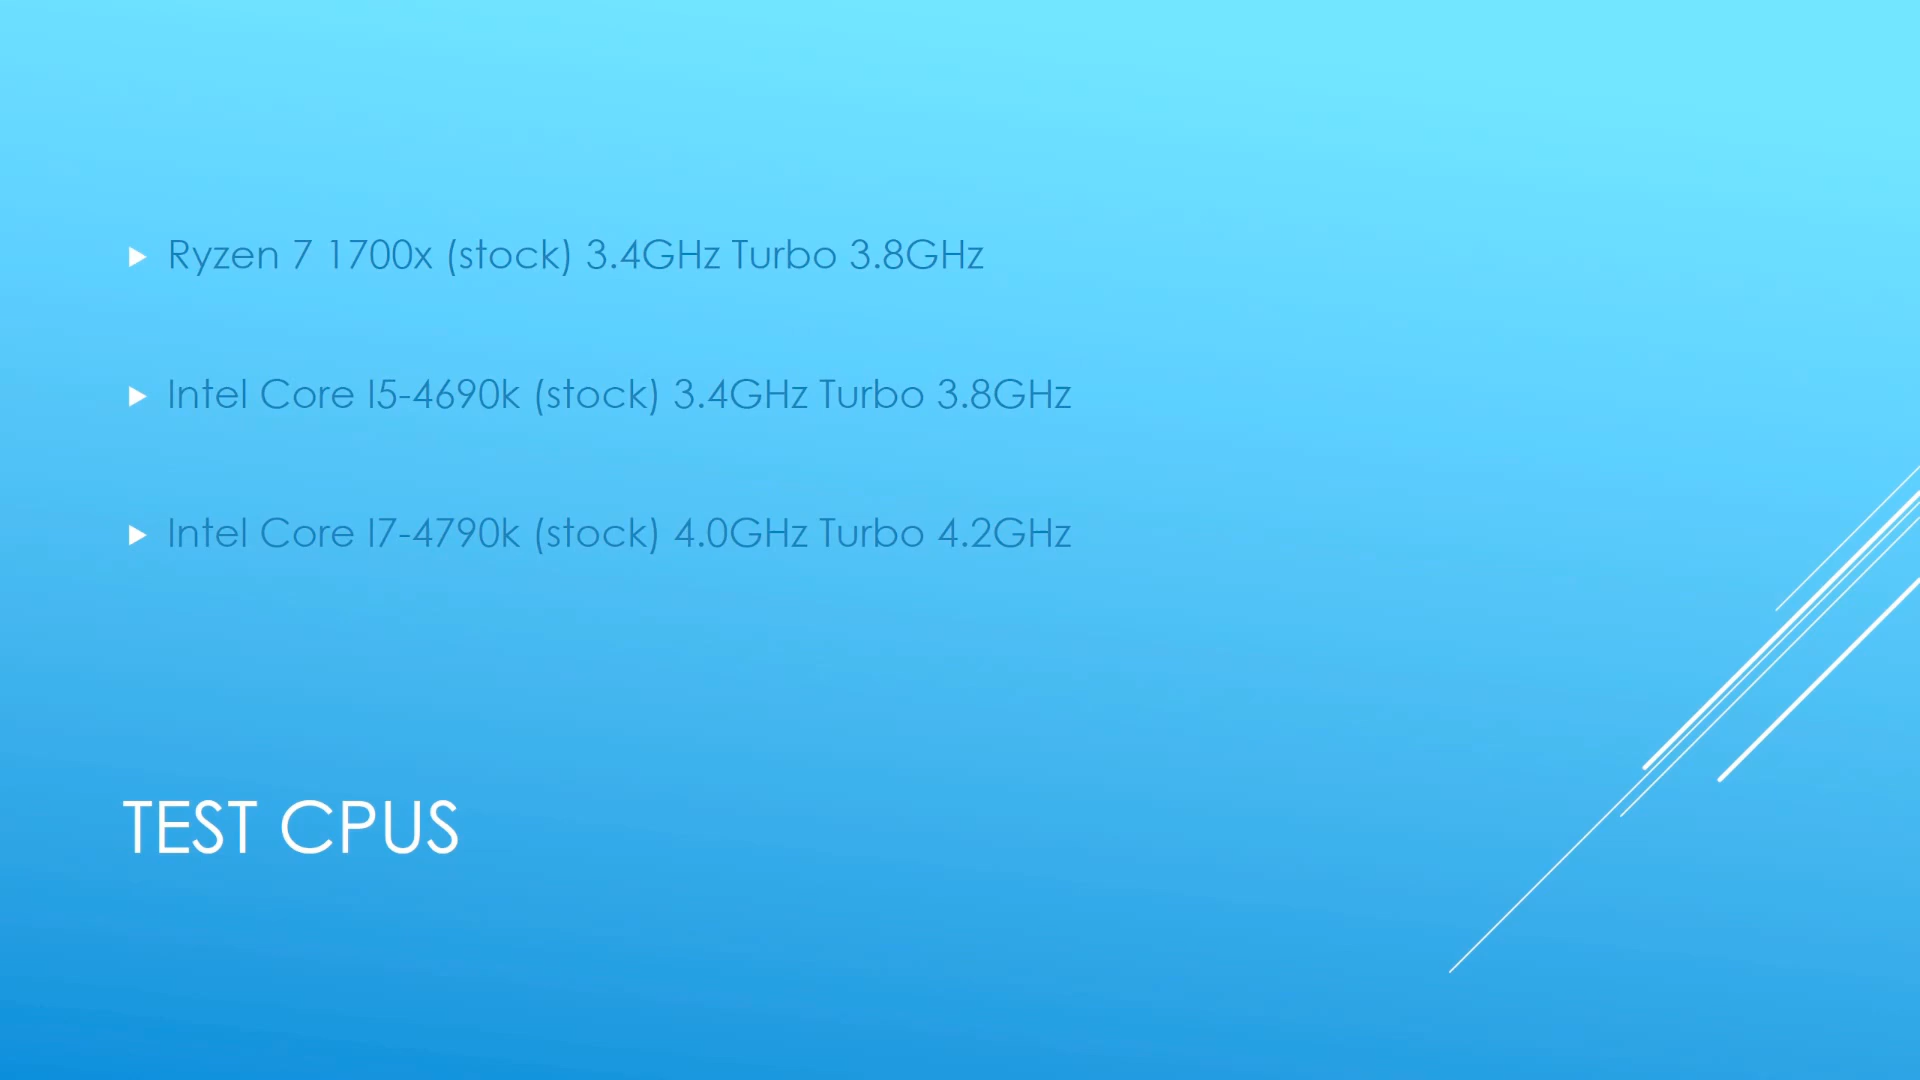 Ryzen 7 1700x (stock) 3.4GHz Turbo 3.8GHz
Intel Core I5-4690k (stock) 3.4GHz Turbo 3.8GHz
Intel Core I7-4790k (stock) 4.0GHz Turbo 4.2GHz
TEST CPUS